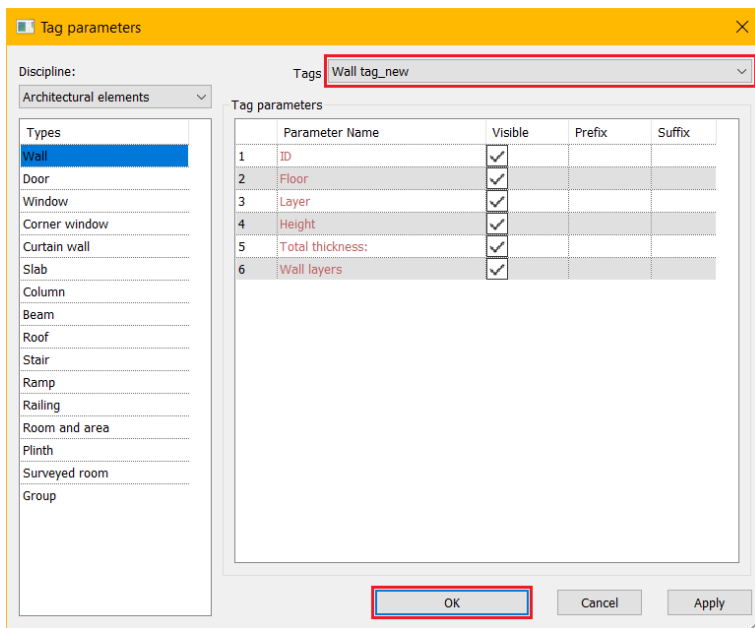 Tag parameters
Discipline:
Architectural elements
Types
Wall
Door
Window
Corner window
Curtain wall
Slab
Column
Beam
Roof
Stair
Ramp
Railing
Room and area
Plinth
Surveyed room
Group
Tags Wall tag_new
Tag parameters
Parameter Name Visible Prefix Suffix
1 ID
2 Floor
3 Layer
4 Height
5 Total thickness:
6 Wall layers
OK Cancel Apply